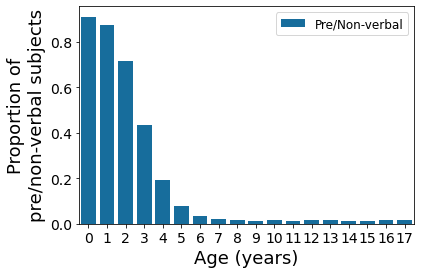 Pre/Non-verbal
Proportion of
pre/non-verbal subjects
0.8
0.6
0.4
0.2
0.0
0 1 2 3 4 5 6 7 8 9 10 11 12 13 14 15 16 17
Age (years)